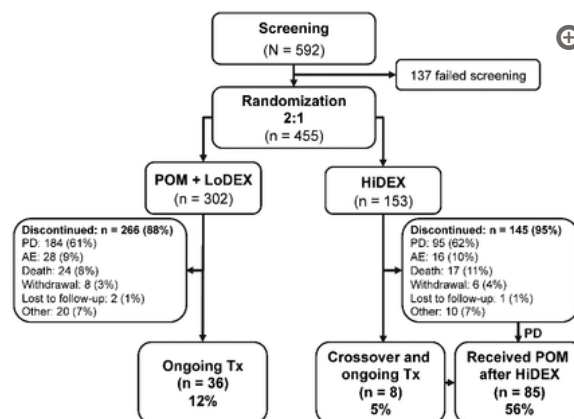 Screening
(N = 592)
137 failed screening
Randomization
2:1
(n = 455)
POM + LoDEX
(n = 302)
HiDEX
(n = 153)
Discontinued: n = 266 (88%)
PD: 184 (61%)
AE: 28 (9%)
Death: 24 (8%)
Withdrawal: 8 (3%)
Lost to follow-up: 2 (1%)
Other: 20 (7%)
Discontinued: n = 145 (95%)
PD: 95 (62%)
AE: 16 (10%)
Death: 17 (11%)
Withdrawal: 6 (4%)
Lost to follow-up: 1 (1%)
Other: 10 (7%)
PD
Ongoing Tx
(n = 36)
12%
Crossover and
ongoing Tx
(n = 8)
5%
Received POM
after HiDEX
(n = 85)
56%